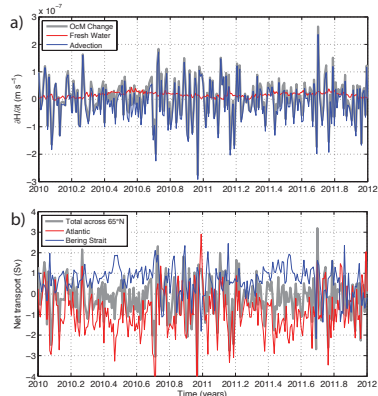 a)
x 10⁻⁷
3
2
1
0
−1
−2
−3
∂H/∂t (m s⁻¹)
OcM Change
Fresh Water
Advection
2010 2010.2 2010.4 2010.6 2010.8 2011 2011.2 2011.4 2011.6 2011.8 2012
b)
4
3
2
1
0
−1
−2
−3
−4
Net transport (Sv)
Total across 65°N
Atlantic
Bering Strait
2010 2010.2 2010.4 2010.6 2010.8 2011 2011.2 2011.4 2011.6 2011.8 2012
Time (years)